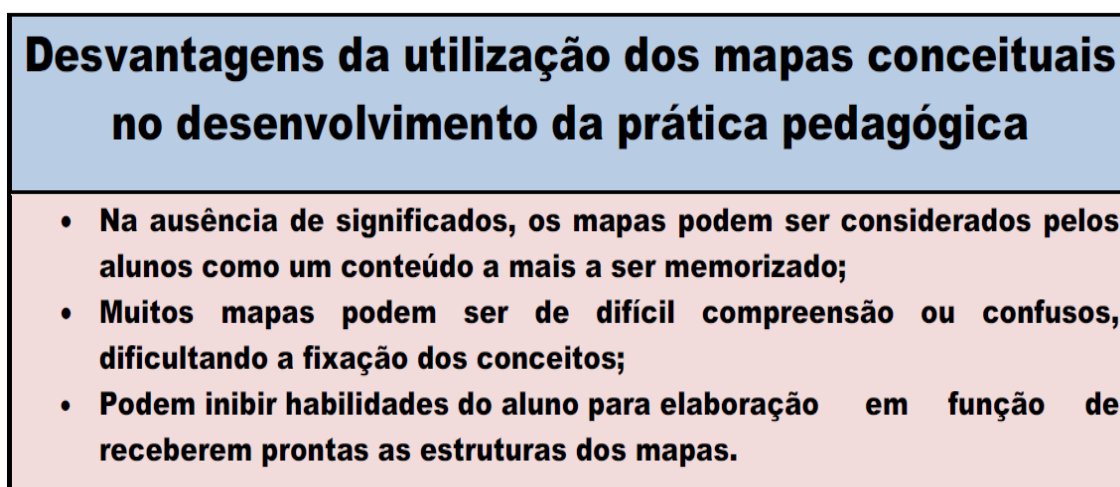 Desvantagens da utilização dos mapas conceituais
no desenvolvimento da prática pedagógica
• Na ausência de significados, os mapas podem ser considerados pelos
alunos como um conteúdo a mais a ser memorizado;
• Muitos mapas podem ser de difícil compreensão ou confusos,
dificultando a fixação dos conceitos;
• Podem inibir habilidades do aluno para elaboração em função de
receberem prontas as estruturas dos mapas.